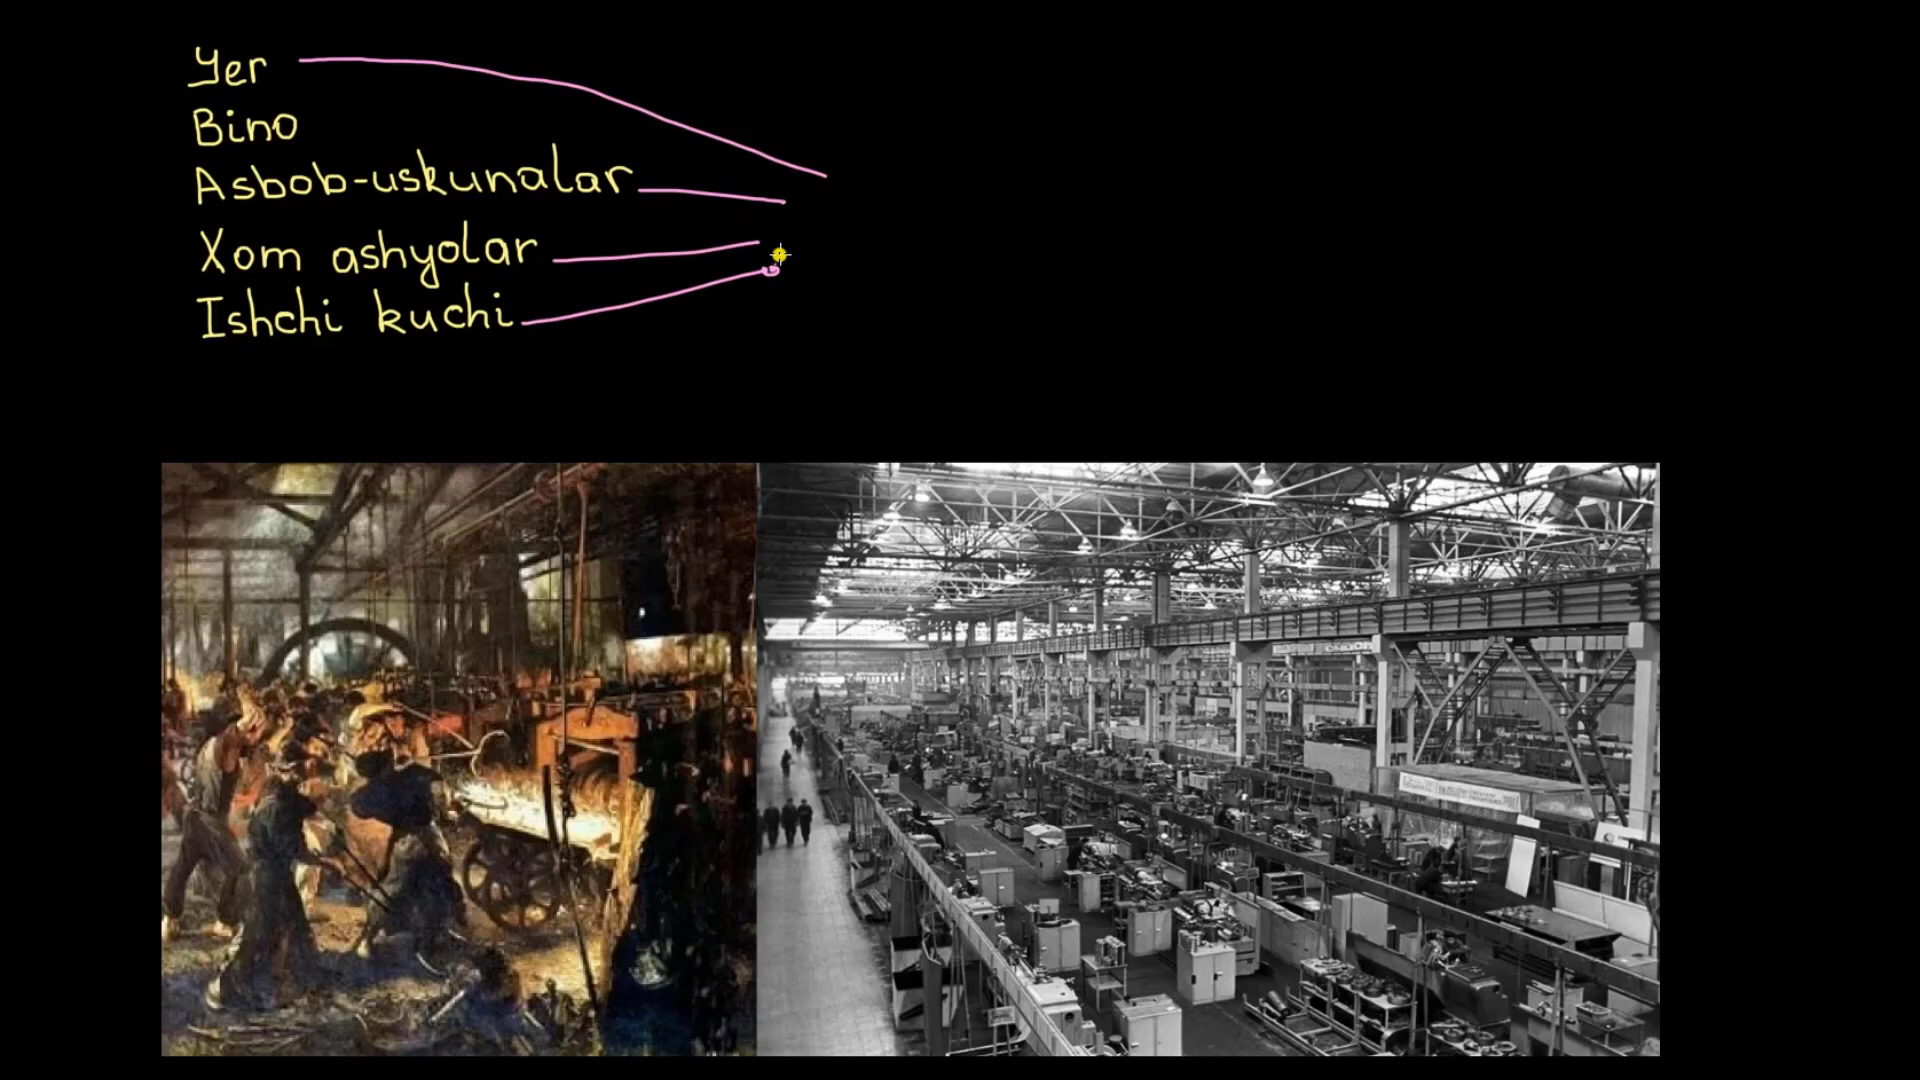 Yer
Bino
Asbob-uskunalar
Xom ashyolar
Ishchi kuchi